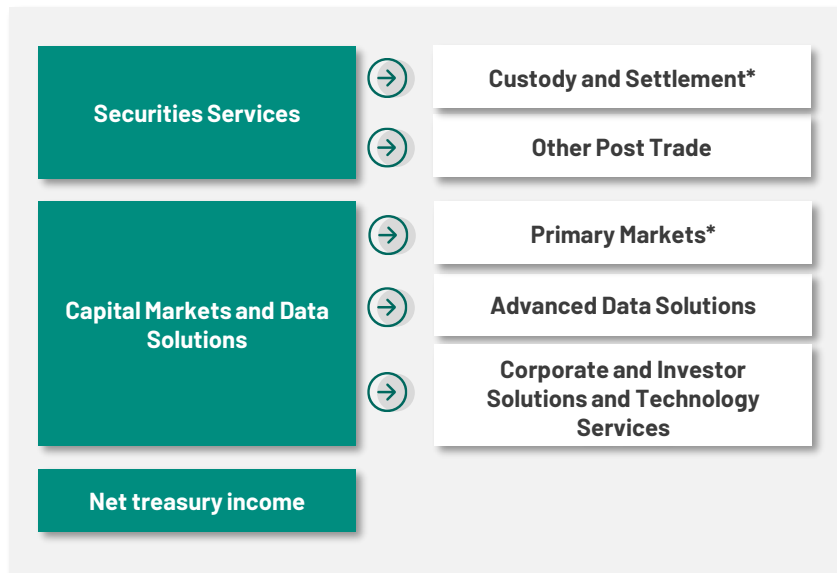 Securities Services
Custody and Settlement*
Other Post Trade
Capital Markets and Data
Solutions
Primary Markets*
Advanced Data Solutions
Corporate and Investor
Solutions and Technology
Services
Net treasury income